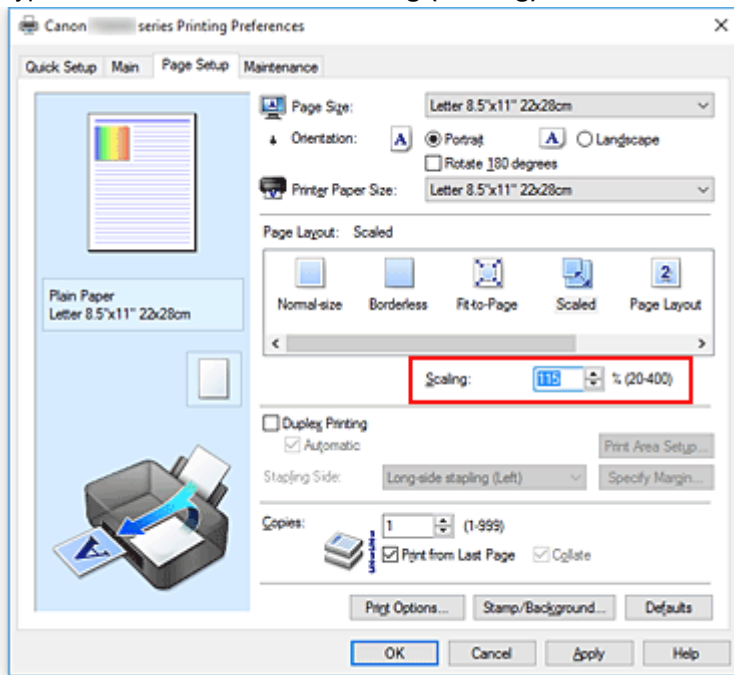 Canon series Printing Preferences
Quick Setup Main Page Setup Maintenance
Page Size: Letter 8.5"x11" 22x28cm
Orientation: A Portrait A Landscape
Rotate 180 degrees
Printer Paper Size: Letter 8.5"x11" 22x28cm
Page Layout: Scaled
Normal-size Borderless Fit-to-Page Scaled Page Layout
Plain Paper
Letter 8.5"x11" 22x28cm
Scaling: 115 % (20-400)
Duplex Printing
Automatic
Print Area Setup...
Stapling Side: Long-side stapling (Left) Specify Margin...
Copies: 1 (1-999)
Print from Last Page Collate
Print Options... Stamp/Background... Defaults
OK Cancel Apply Help